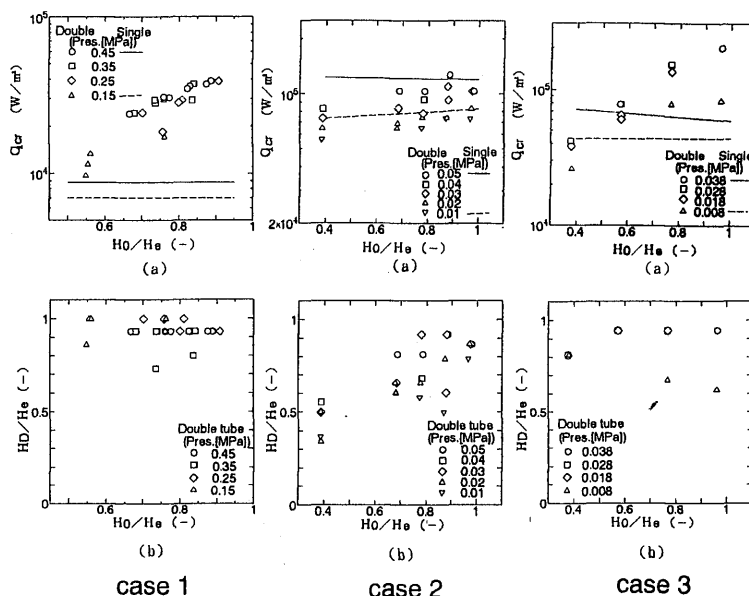 10^5
10^4
q_cr (W/m²)
Double Single
(Pres.[MPa])
0.45
0.35
0.25
0.15
0.6 0.8 1
H0/He (-)
(a)
10^6
2×10^4
q_cr (W/m²)
Double Single
(Pres.[MPa])
0.05
0.04
0.03
0.02
0.01
0.4 0.6 0.8 1
H0/He (-)
(a)
10^5
10^4
q_cr (W/m²)
Double Single
(Pres.[MPa])
0.038
0.028
0.018
0.008
0.4 0.6 0.8 1
H0/He (-)
(a)
1
0.5
0
HD/He (-)
Double tube
(Pres.[MPa])
0.45
0.35
0.25
0.15
0.6 0.8 1
H0/He (-)
(b)
1
0.5
0
HD/He (-)
Double tube
(Pres.[MPa])
0.05
0.04
0.03
0.02
0.01
0.4 0.6 0.8 1
H0/He (-)
(b)
1
0.5
0
HD/He (-)
Double tube
(Pres.[MPa])
0.038
0.028
0.018
0.008
0.4 0.6 0.8 1
H0/He (-)
(b)
case 1
case 2
case 3